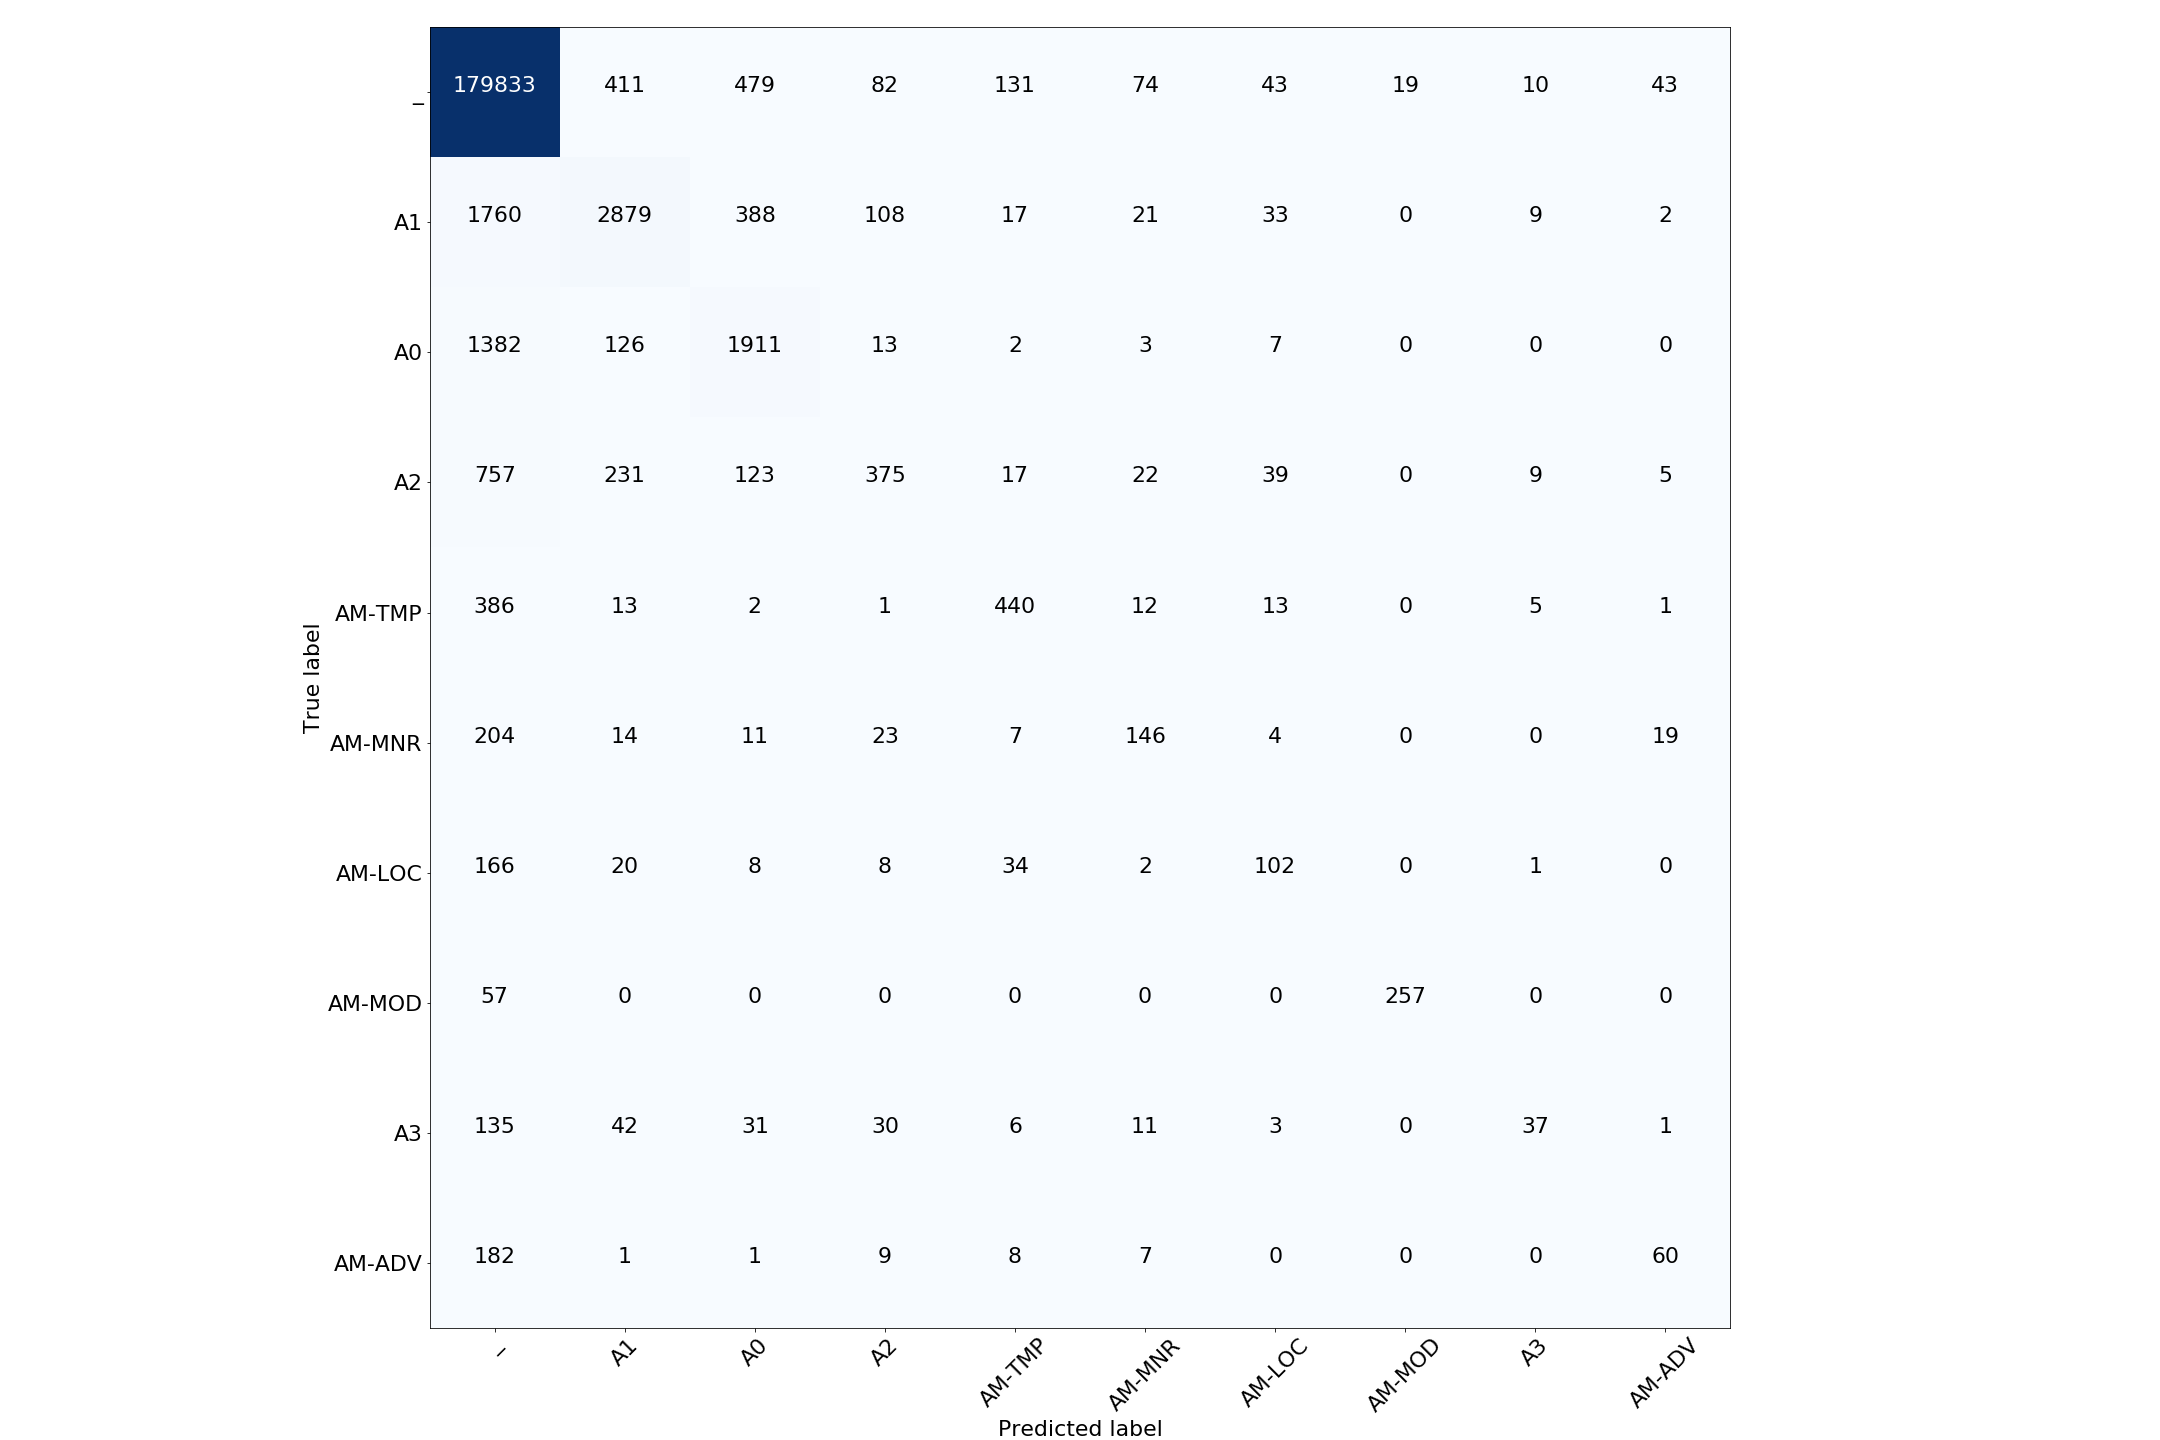 _ 179833 411 479 82 131 74 43 19 10 43
A1 1760 2879 388 108 17 21 33 0 9 2
A0 1382 126 1911 13 2 3 7 0 0 0
A2 757 231 123 375 17 22 39 0 9 5
AM-TMP 386 13 2 1 440 12 13 0 5 1
True label
AM-MNR 204 14 11 23 7 146 4 0 0 19
AM-LOC 166 20 8 8 34 2 102 0 1 0
AM-MOD 57 0 0 0 0 0 0 257 0 0
A3 135 42 31 30 6 11 3 0 37 1
AM-ADV 182 1 1 9 8 7 0 0 0 60
_ A1 A0 A2 AM-TMP AM-MNR AM-LOC AM-MOD A3 AM-ADV
Predicted label